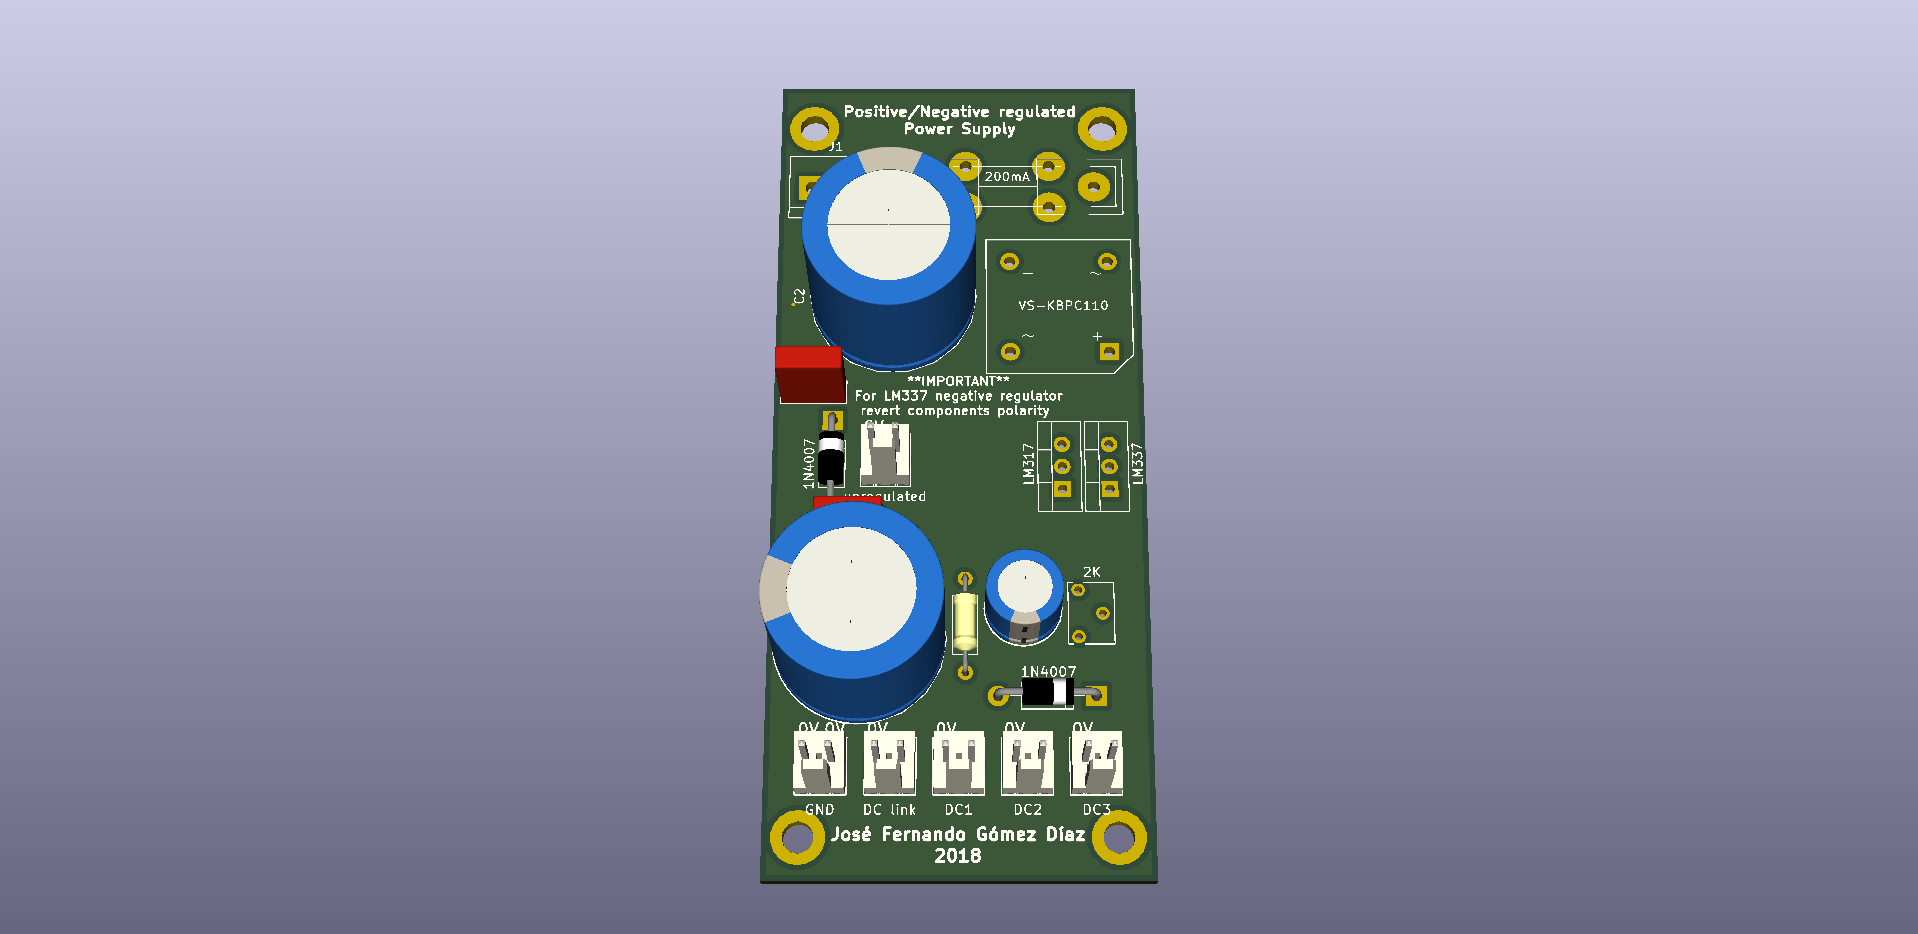 Positive/Negative regulated
Power Supply
J1
200mA
C2
− ~
VS-KBPC110
~ +
**IMPORTANT**
For LM337 negative regulator
revert components polarity
1N4007
LM317
LM337
2K
1N4007
0V 0V 0V 0V 0V 0V
GND DC link DC1 DC2 DC3
José Fernando Gómez Díaz
2018